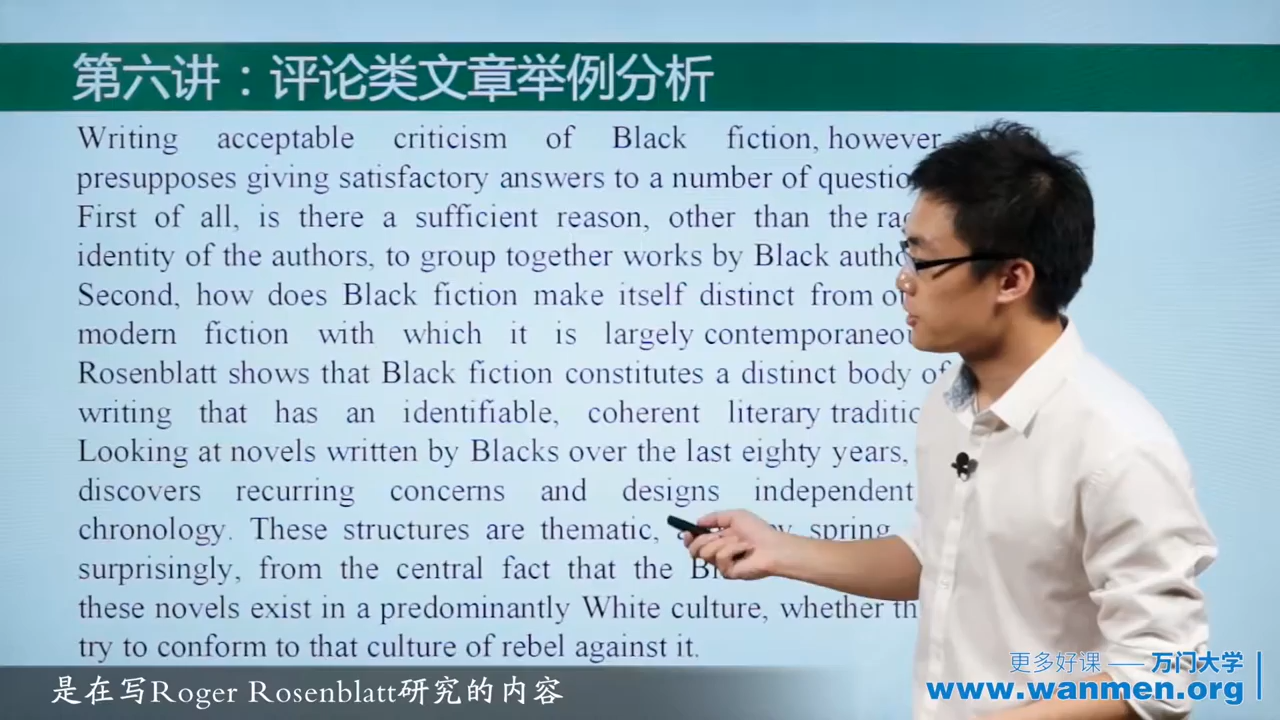 第六讲：评论类文章举例分析
Writing acceptable criticism of Black fiction, however
presupposes giving satisfactory answers to a number of
First of all, is there a sufficient reason, other than the
identity of the authors, to group together works by Black
Second, how does Black fiction make itself distinct from
modern fiction with which it is largely
Rosenblatt shows that Black fiction constitutes a distinct body of
writing that has an identifiable, coherent literary
Looking at novels written by Blacks over the last eighty years,
discovers recurring concerns and designs independent
chronology. These structures are thematic, spring
surprisingly, from the central fact that the
these novels exist in a predominantly White culture, whether
try to conform to that culture of rebel against it.
是在写Roger Rosenblatt研究的内容
更多好课 —— 万门大学
www.wanmen.org